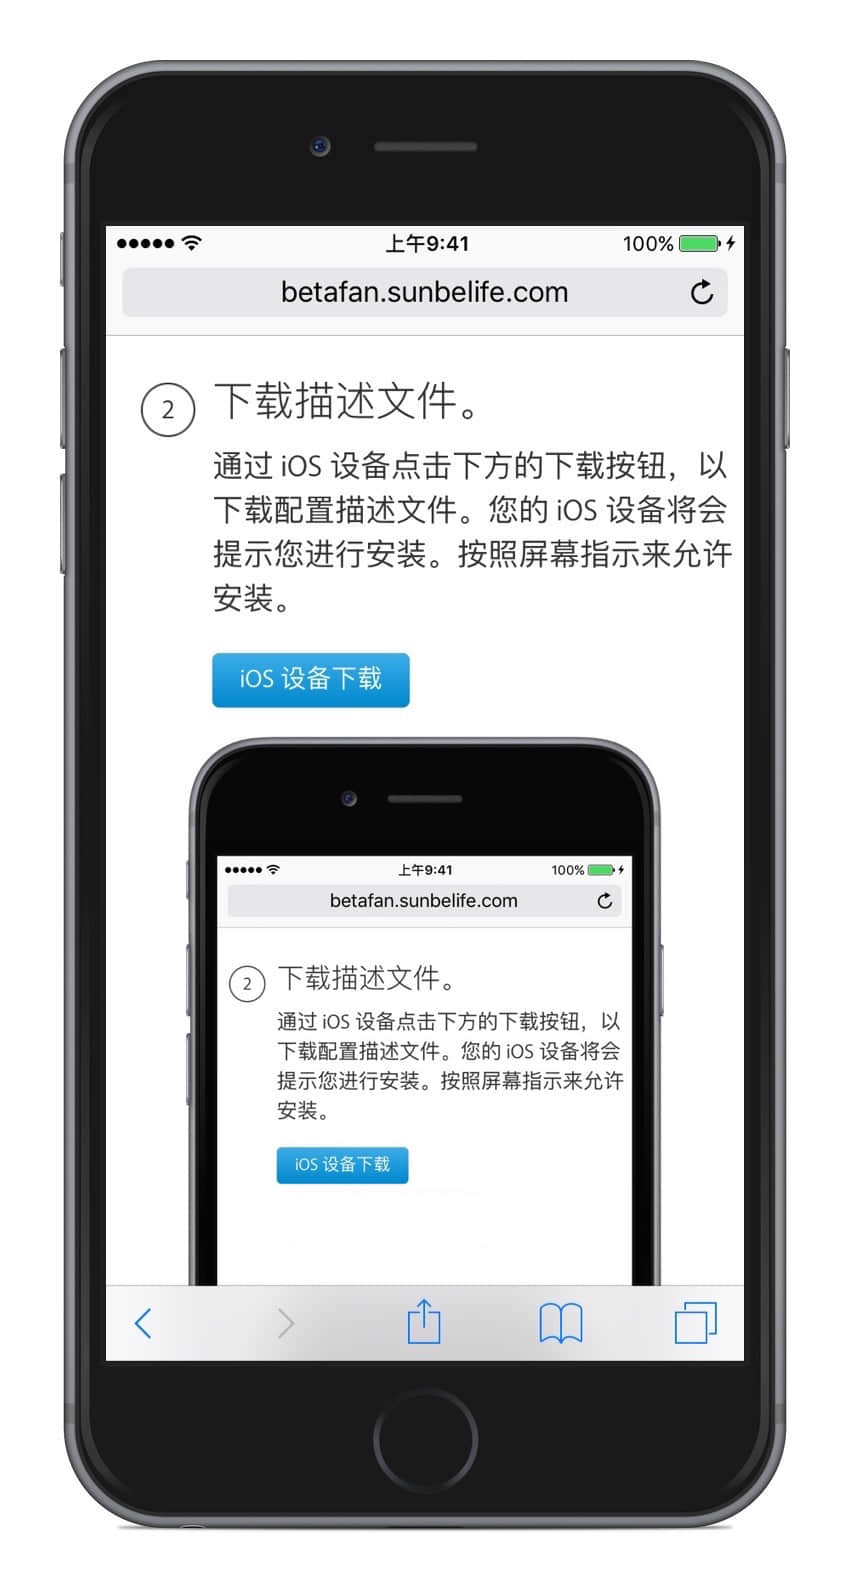 上午9:41 100%
betafan.sunbelife.com
2 下载描述文件。
通过 iOS 设备点击下方的下载按钮，以
下载配置描述文件。您的 iOS 设备将会
提示您进行安装。按照屏幕指示来允许
安装。
iOS 设备下载
上午9:41 100%
betafan.sunbelife.com
2 下载描述文件。
通过 iOS 设备点击下方的下载按钮，以
下载配置描述文件。您的 iOS 设备将会
提示您进行安装。按照屏幕指示来允许
安装。
iOS 设备下载